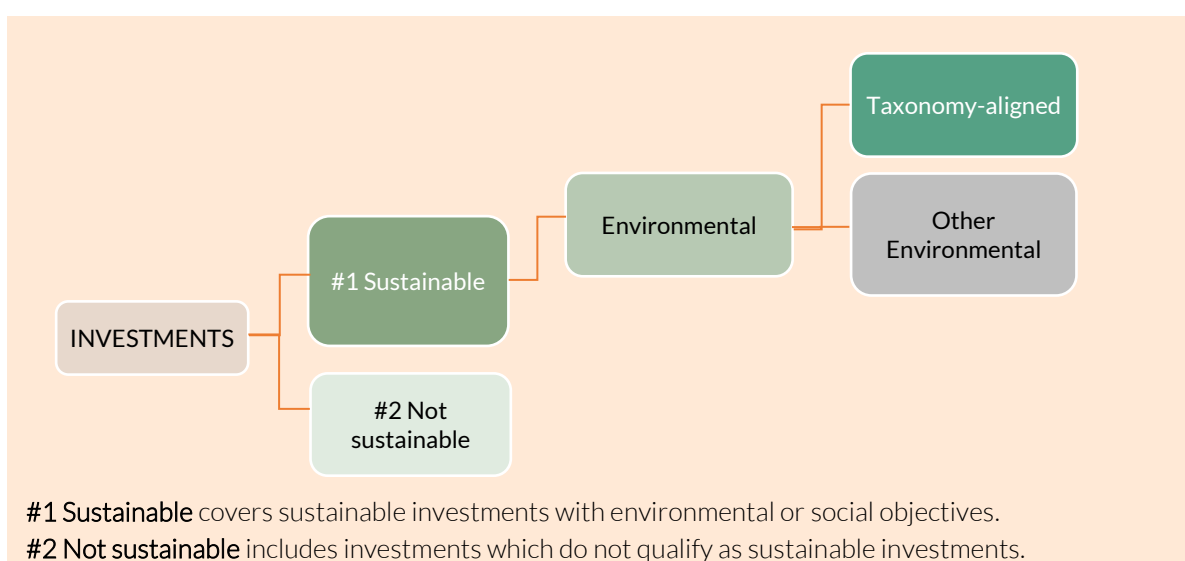 Taxonomy-aligned
Other
Environmental
Environmental
#1 Sustainable
INVESTMENTS
#2 Not
sustainable
#1 Sustainable covers sustainable investments with environmental or social objectives.
#2 Not sustainable includes investments which do not qualify as sustainable investments.